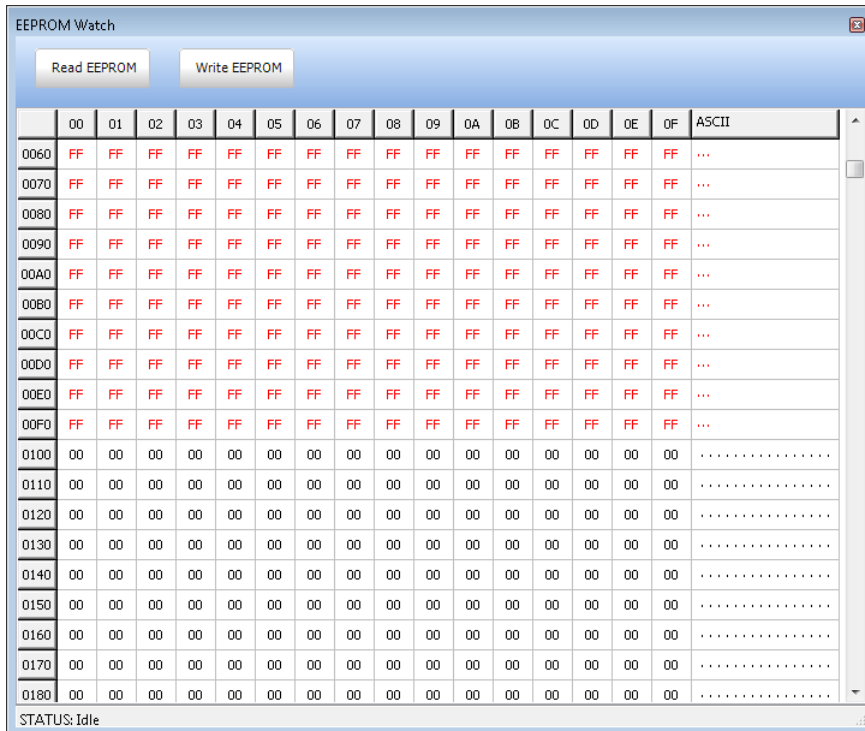 EEPROM Watch
Read EEPROM Write EEPROM
00 01 02 03 04 05 06 07 08 09 0A 0B 0C 0D 0E 0F ASCII
0060 FF FF FF FF FF FF FF FF FF FF FF FF FF FF FF FF ...
0070 FF FF FF FF FF FF FF FF FF FF FF FF FF FF FF FF ...
0080 FF FF FF FF FF FF FF FF FF FF FF FF FF FF FF FF ...
0090 FF FF FF FF FF FF FF FF FF FF FF FF FF FF FF FF ...
00A0 FF FF FF FF FF FF FF FF FF FF FF FF FF FF FF FF ...
00B0 FF FF FF FF FF FF FF FF FF FF FF FF FF FF FF FF ...
00C0 FF FF FF FF FF FF FF FF FF FF FF FF FF FF FF FF ...
00D0 FF FF FF FF FF FF FF FF FF FF FF FF FF FF FF FF ...
00E0 FF FF FF FF FF FF FF FF FF FF FF FF FF FF FF FF ...
00F0 FF FF FF FF FF FF FF FF FF FF FF FF FF FF FF FF ...
0100 00 00 00 00 00 00 00 00 00 00 00 00 00 00 00 00 ................
0110 00 00 00 00 00 00 00 00 00 00 00 00 00 00 00 00 ................
0120 00 00 00 00 00 00 00 00 00 00 00 00 00 00 00 00 ................
0130 00 00 00 00 00 00 00 00 00 00 00 00 00 00 00 00 ................
0140 00 00 00 00 00 00 00 00 00 00 00 00 00 00 00 00 ................
0150 00 00 00 00 00 00 00 00 00 00 00 00 00 00 00 00 ................
0160 00 00 00 00 00 00 00 00 00 00 00 00 00 00 00 00 ................
0170 00 00 00 00 00 00 00 00 00 00 00 00 00 00 00 00 ................
0180 00 00 00 00 00 00 00 00 00 00 00 00 00 00 00 00 ................
STATUS: Idle